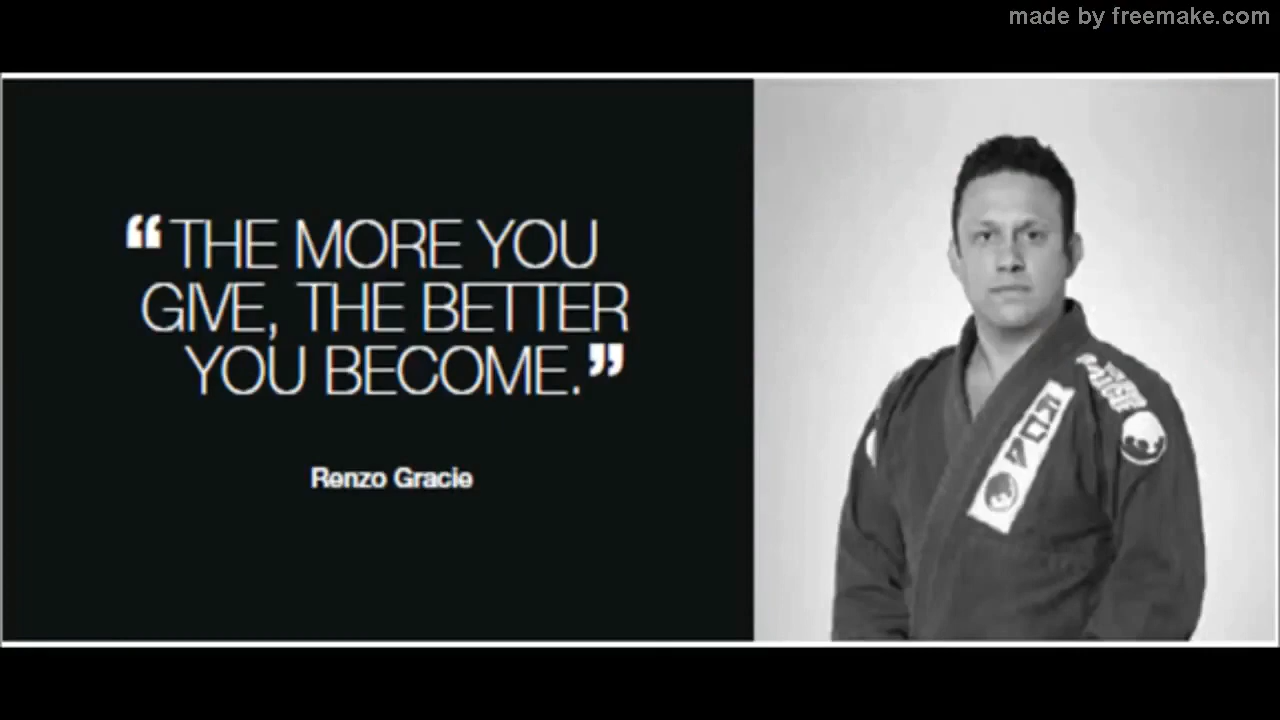 made by freemake.com
“THE MORE YOU
GIVE, THE BETTER
YOU BECOME.”
Renzo Gracie